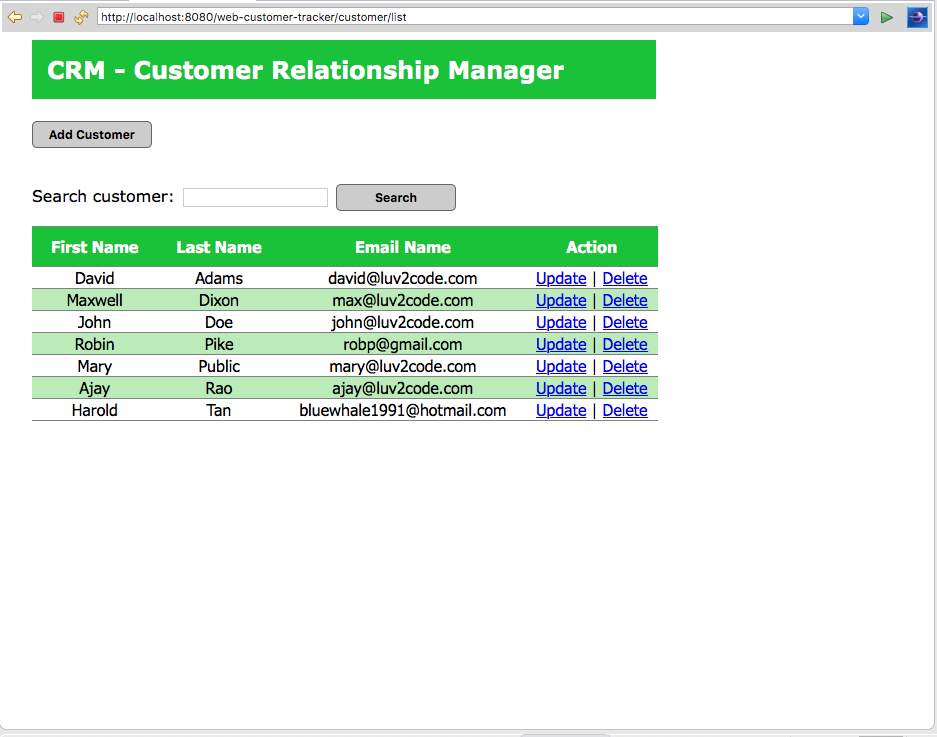 http://localhost:8080/web-customer-tracker/customer/list
CRM - Customer Relationship Manager
Add Customer
Search customer: Search
First Name Last Name Email Name Action
David Adams david@luv2code.com Update | Delete
Maxwell Dixon max@luv2code.com Update | Delete
John Doe john@luv2code.com Update | Delete
Robin Pike robp@gmail.com Update | Delete
Mary Public mary@luv2code.com Update | Delete
Ajay Rao ajay@luv2code.com Update | Delete
Harold Tan bluewhale1991@hotmail.com Update | Delete